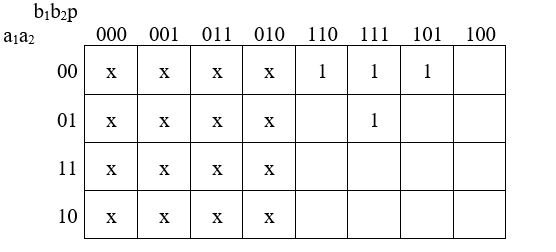 b₁b₂p
a₁a₂ 000 001 011 010 110 111 101 100
00 x x x x 1 1 1
01 x x x x 1
11 x x x x
10 x x x x